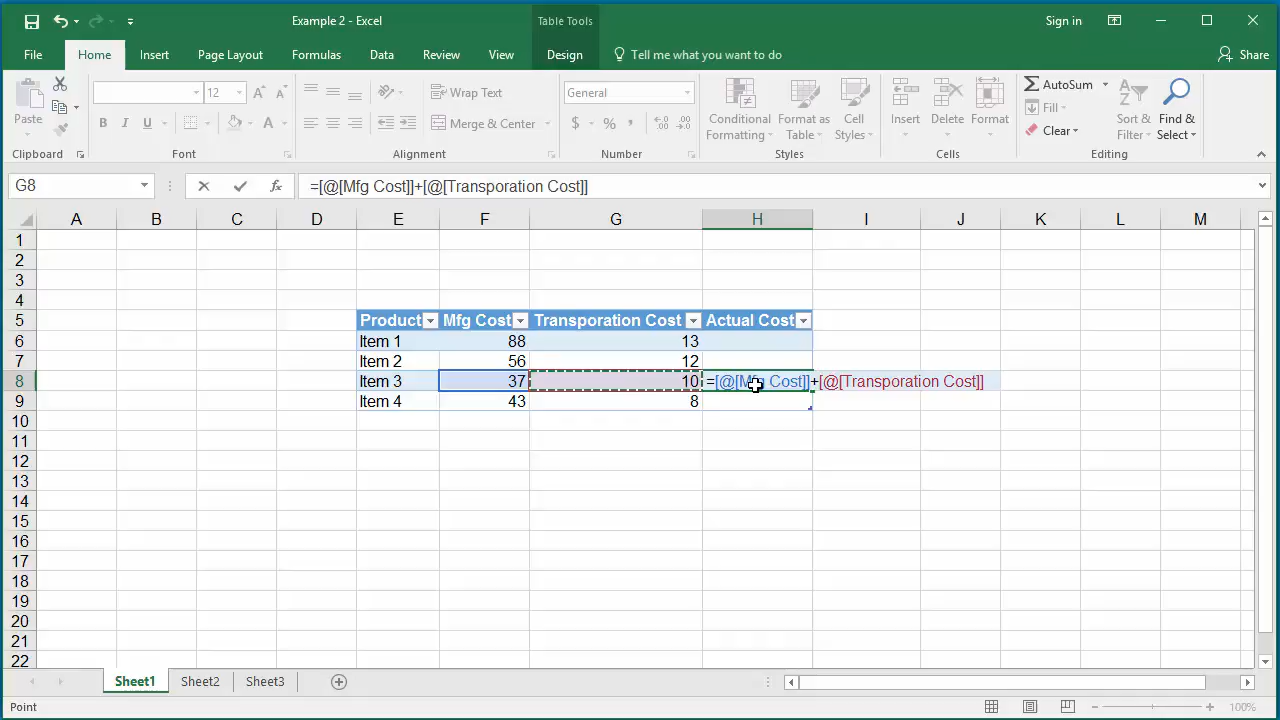 Example 2 - Excel
Table Tools
Sign in
File Home Insert Page Layout Formulas Data Review View Design Tell me what you want to do Share
Paste
12
A A
B I U A
Wrap Text
Merge & Center
General
$ % , .00
Conditional Formatting
Format as Table
Cell Styles
Insert
Delete
Format
AutoSum
Fill
Clear
Sort & Filter
Find & Select
Clipboard Font Alignment Number Styles Cells Editing
G8 fx =[@[Mfg Cost]]+[@[Transporation Cost]]
A B C D E F G H I J K L M
1
2
3
4
5 Product Mfg Cost Transporation Cost Actual Cost
6 Item 1 88 13
7 Item 2 56 12
8 Item 3 37 10 =[@[Mfg Cost]]+[@[Transporation Cost]]
9 Item 4 43 8
10
11
12
13
14
15
16
17
18
19
20
21
22
Sheet1 Sheet2 Sheet3
Point 100%